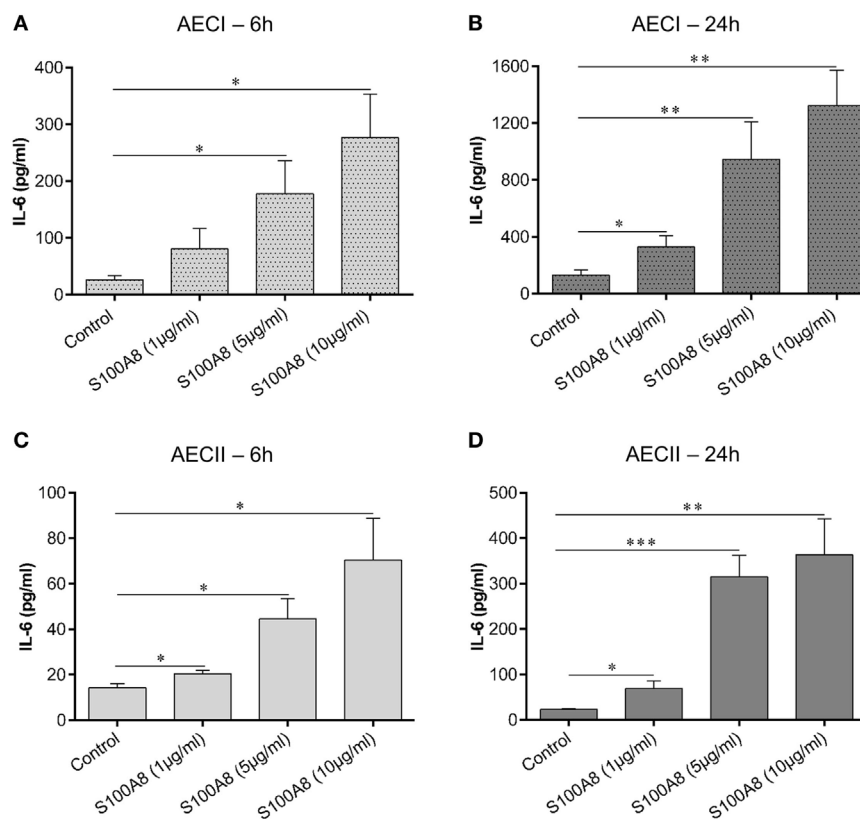 A
AECI – 6h
IL-6 (pg/ml)
400
300
200
100
0
*
*
Control
S100A8 (1µg/ml)
S100A8 (5µg/ml)
S100A8 (10µg/ml)
B
AECI – 24h
IL-6 (pg/ml)
1600
1200
800
400
0
**
**
*
Control
S100A8 (1µg/ml)
S100A8 (5µg/ml)
S100A8 (10µg/ml)
C
AECII – 6h
IL-6 (pg/ml)
100
80
60
40
20
0
*
*
*
Control
S100A8 (1µg/ml)
S100A8 (5µg/ml)
S100A8 (10µg/ml)
D
AECII – 24h
IL-6 (pg/ml)
500
400
300
200
100
0
**
***
*
Control
S100A8 (1µg/ml)
S100A8 (5µg/ml)
S100A8 (10µg/ml)